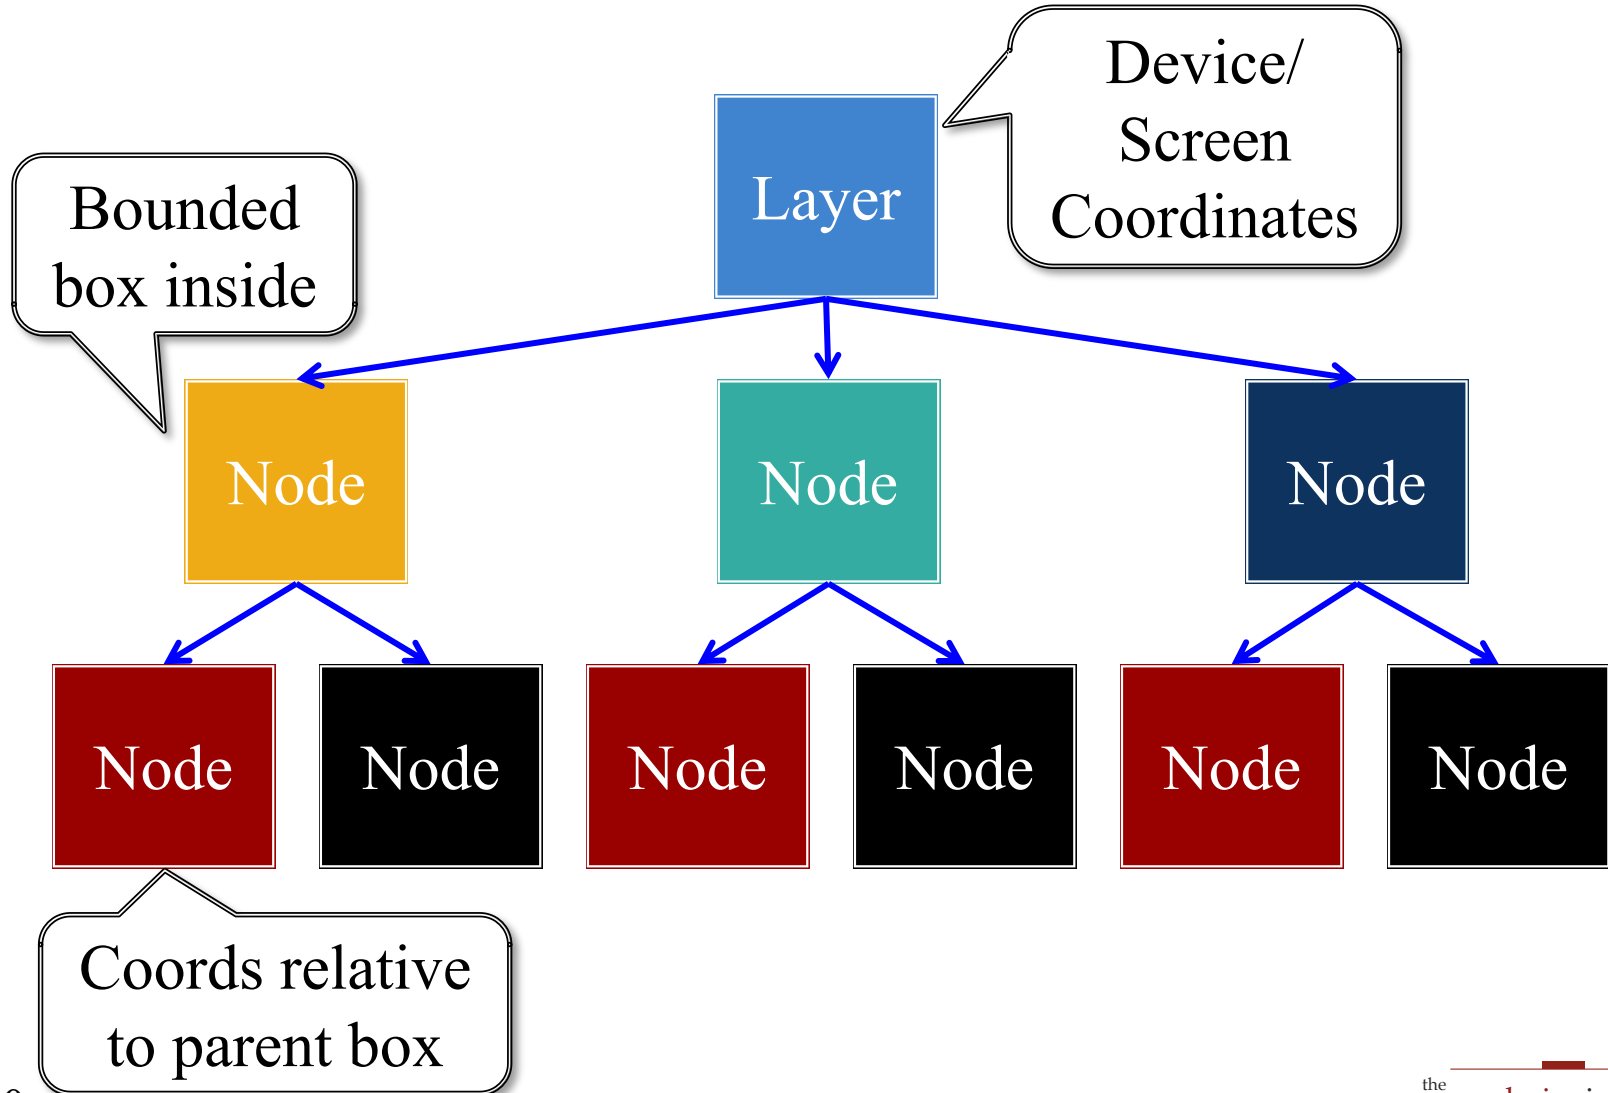 Device/
Screen
Coordinates
Layer
Bounded
box inside
Node
Node
Node
Node
Node
Node
Node
Node
Node
Coords relative
to parent box
the